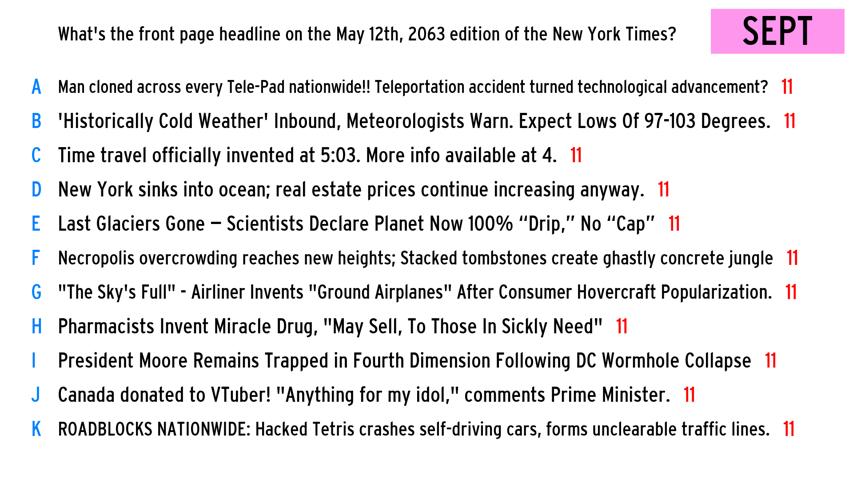 What's the front page headline on the May 12th, 2063 edition of the New York Times? SEPT
A Man cloned across every Tele-Pad nationwide!! Teleportation accident turned technological advancement? 11
B 'Historically Cold Weather' Inbound, Meteorologists Warn. Expect Lows Of 97-103 Degrees. 11
C Time travel officially invented at 5:03. More info available at 4. 11
D New York sinks into ocean; real estate prices continue increasing anyway. 11
E Last Glaciers Gone – Scientists Declare Planet Now 100% “Drip,” No “Cap” 11
F Necropolis overcrowding reaches new heights; Stacked tombstones create ghastly concrete jungle 11
G "The Sky's Full" - Airliner Invents "Ground Airplanes" After Consumer Hovercraft Popularization. 11
H Pharmacists Invent Miracle Drug, "May Sell, To Those In Sickly Need" 11
I President Moore Remains Trapped in Fourth Dimension Following DC Wormhole Collapse 11
J Canada donated to VTuber! "Anything for my idol," comments Prime Minister. 11
K ROADBLOCKS NATIONWIDE: Hacked Tetris crashes self-driving cars, forms unclearable traffic lines. 11